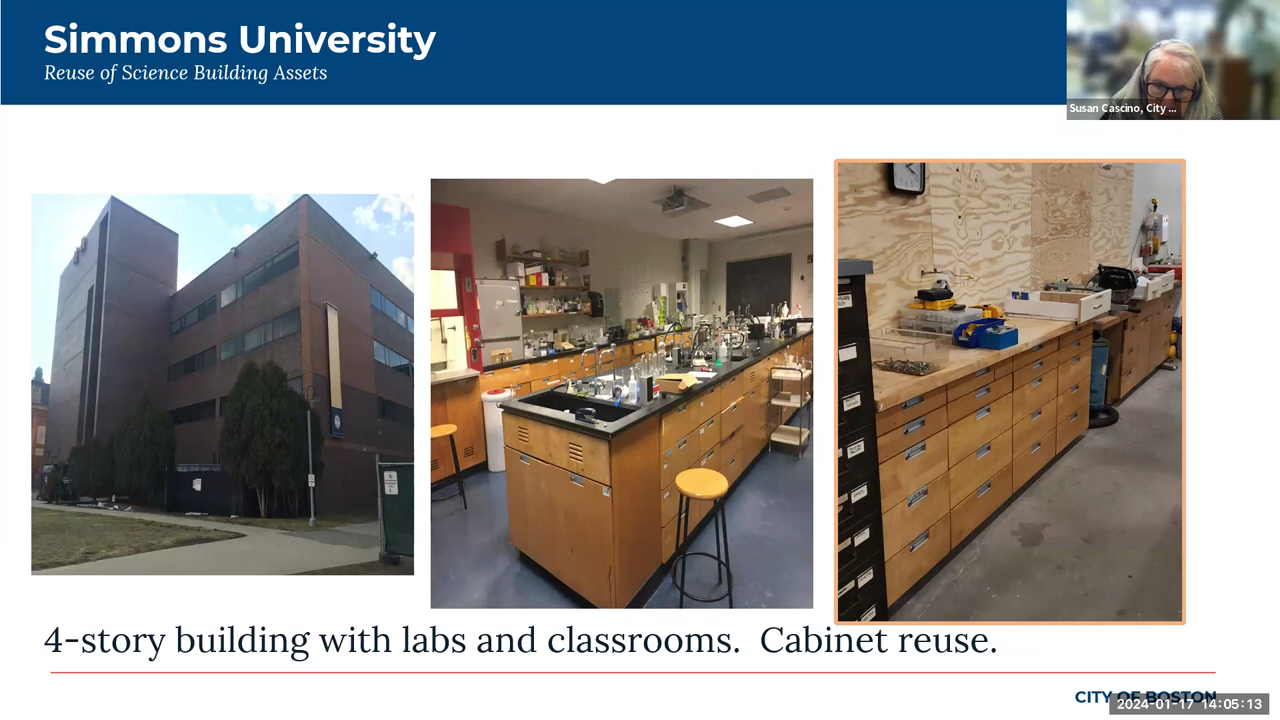 Simmons University
Reuse of Science Building Assets
Susan Cascino, City ...
4-story building with labs and classrooms.  Cabinet reuse.
CITY OF BOSTON
2024-01-17 14:05:13